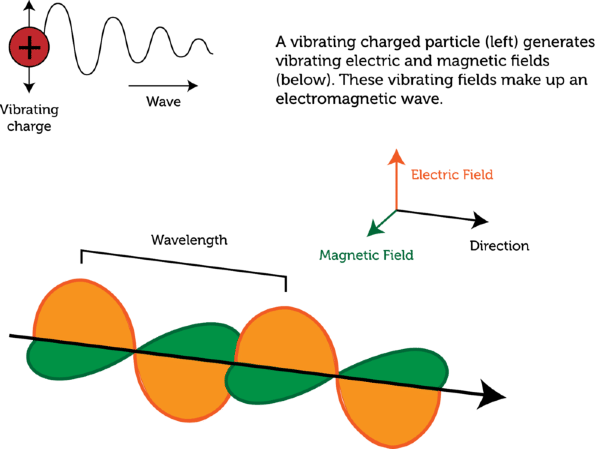 +
Vibrating
charge
Wave
A vibrating charged particle (left) generates
vibrating electric and magnetic fields
(below). These vibrating fields make up an
electromagnetic wave.
Electric Field
Magnetic Field
Direction
Wavelength